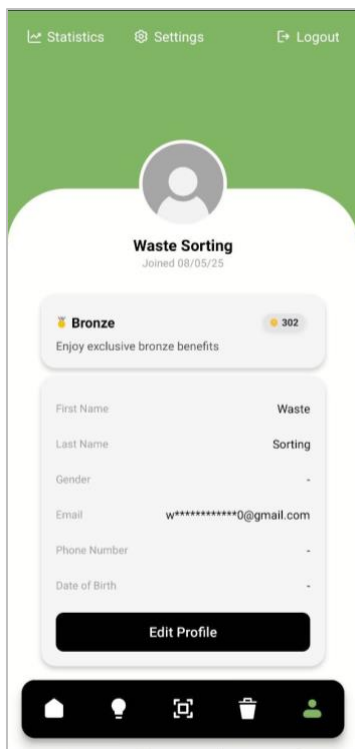 Statistics Settings Logout
Waste Sorting
Joined 08/05/25
Bronze 302
Enjoy exclusive bronze benefits
First Name Waste
Last Name Sorting
Gender -
Email w************0@gmail.com
Phone Number -
Date of Birth -
Edit Profile